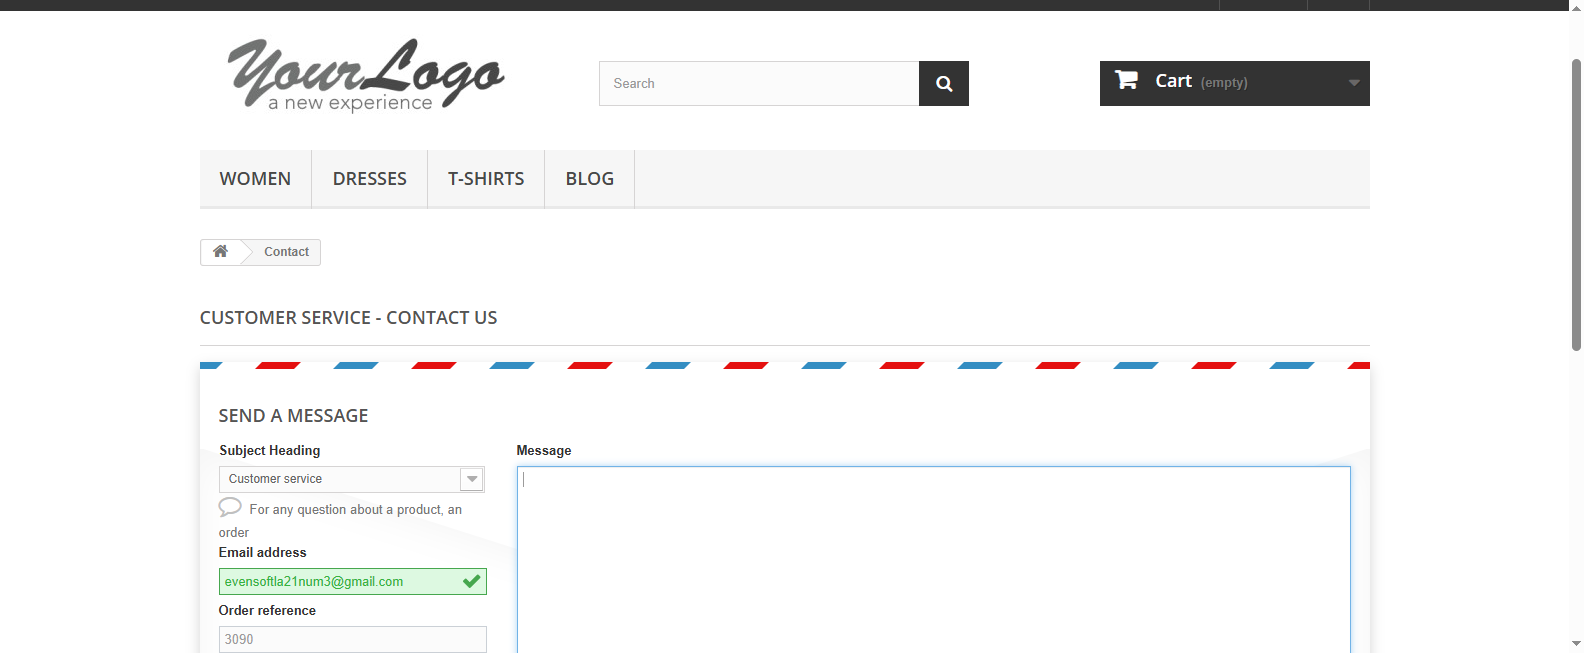 YourLogo
a new experience
Search
Cart (empty)
WOMEN DRESSES T-SHIRTS BLOG
Contact
CUSTOMER SERVICE - CONTACT US
SEND A MESSAGE
Subject Heading
Customer service
For any question about a product, an
order
Email address
evensoftla21num3@gmail.com
Order reference
3090
Message